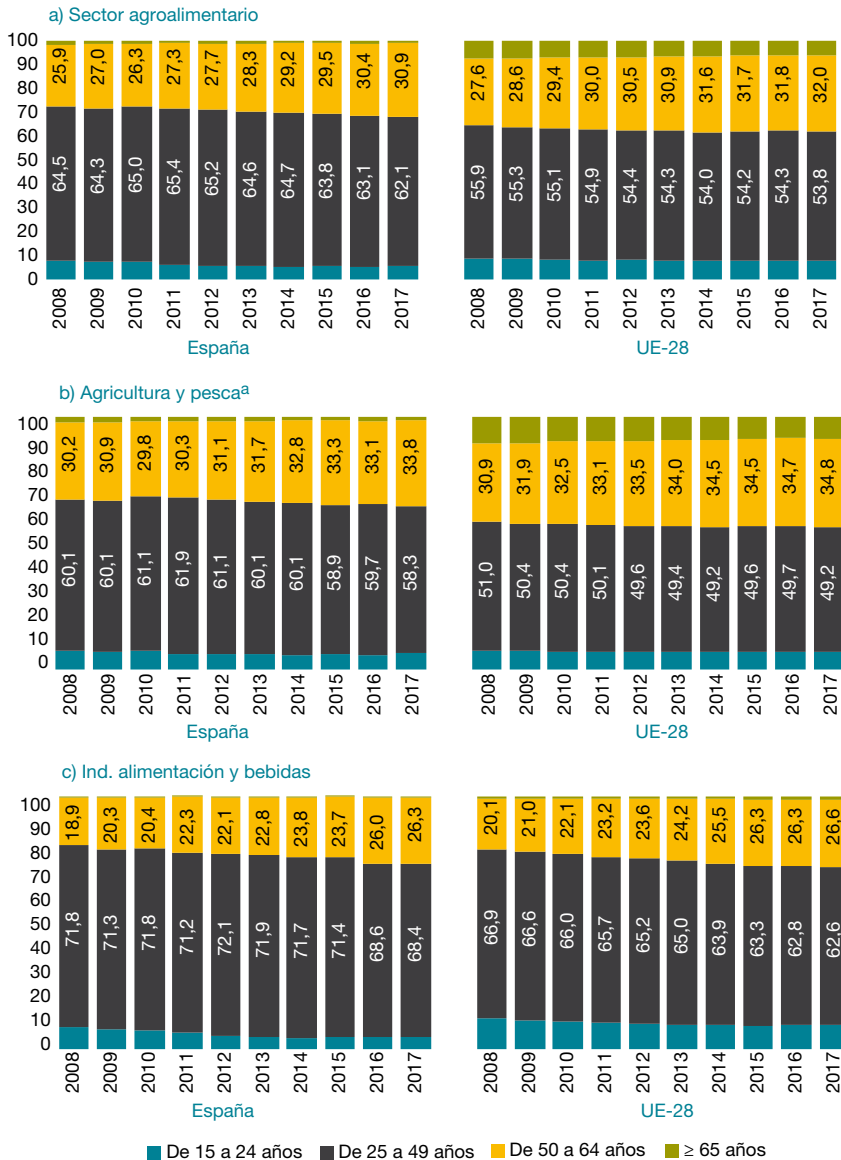 a) Sector agroalimentario
100
90
80
70
60
50
40
30
20
10
0
25,9 27,0 26,3 27,3 27,7 28,3 29,2 29,5 30,4 30,9
64,5 64,3 65,0 65,4 65,2 64,6 64,7 63,8 63,1 62,1
2008 2009 2010 2011 2012 2013 2014 2015 2016 2017
España
27,6 28,6 29,4 30,0 30,5 30,9 31,6 31,7 31,8 32,0
55,9 55,3 55,1 54,9 54,4 54,3 54,0 54,2 54,3 53,8
2008 2009 2010 2011 2012 2013 2014 2015 2016 2017
UE-28
b) Agricultura y pescaª
100
90
80
70
60
50
40
30
20
10
0
30,2 30,9 29,8 30,3 31,1 31,7 32,8 33,3 33,1 33,8
60,1 60,1 61,1 61,9 61,1 60,1 60,1 58,9 59,7 58,3
2008 2009 2010 2011 2012 2013 2014 2015 2016 2017
España
30,9 31,9 32,5 33,1 33,5 34,0 34,5 34,5 34,7 34,8
51,0 50,4 50,4 50,1 49,6 49,4 49,2 49,6 49,7 49,2
2008 2009 2010 2011 2012 2013 2014 2015 2016 2017
UE-28
c) Ind. alimentación y bebidas
100
90
80
70
60
50
40
30
20
10
0
18,9 20,3 20,4 22,3 22,1 22,8 23,8 23,7 26,0 26,3
71,8 71,3 71,8 71,2 72,1 71,9 71,7 71,4 68,6 68,4
2008 2009 2010 2011 2012 2013 2014 2015 2016 2017
España
20,1 21,0 22,1 23,2 23,6 24,2 25,5 26,3 26,3 26,6
66,9 66,6 66,0 65,7 65,2 65,0 63,9 63,3 62,8 62,6
2008 2009 2010 2011 2012 2013 2014 2015 2016 2017
UE-28
De 15 a 24 años De 25 a 49 años De 50 a 64 años ≥ 65 años